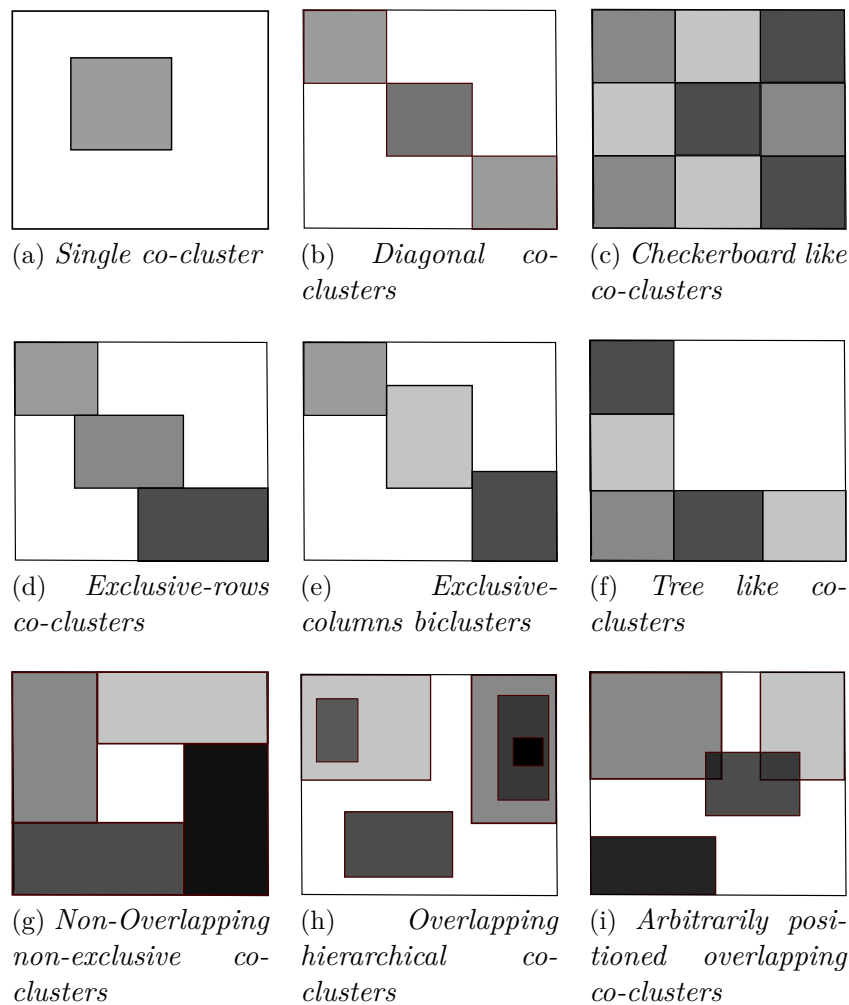 (a) Single co-cluster
(b) Diagonal co-
clusters
(c) Checkerboard like
co-clusters
(d) Exclusive-rows
co-clusters
(e) Exclusive-
columns biclusters
(f) Tree like co-
clusters
(g) Non-Overlapping
non-exclusive co-
clusters
(h) Overlapping
hierarchical co-
clusters
(i) Arbitrarily posi-
tioned overlapping
co-clusters